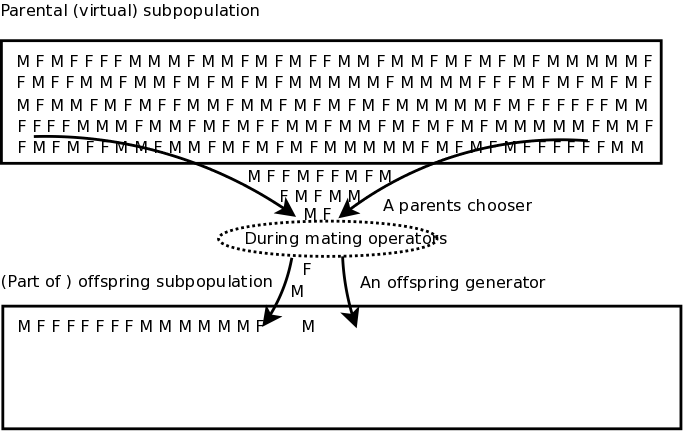 Parental (virtual) subpopulation
M F M F F F F M M M F M M F M F M F F M M F M M F M F M F M F M M M M M F
F M F F M M F M M F M F M F M M M M M F M M M M F F F M F M F M F M F
M F M M F M F M F F M M F M M F M F M F M F M M M M M F M F F F F F F M M
F F F F M M M F M M F M F M F F M M F M M F M F M F M F M M M M M F M M F
F M F M F F M M F M M F M F M F M M M M M F M F M F M F F F F F F M M
M F F M F F M F M
F M F M M
M F
A parents chooser
During mating operators
(Part of ) offspring subpopulation
F
M
An offspring generator
M F F F F F F F M M M M M M F
M